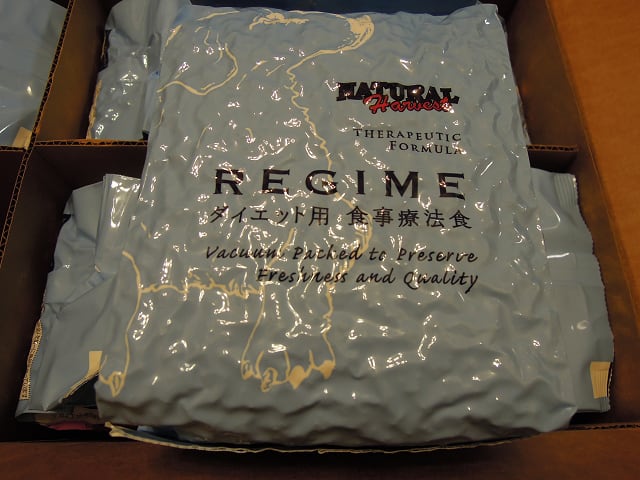 NATURAL
Harvest
THERAPEUTIC
FORMULA
REGIME
ダイエット用 食事療法食
Vacuum Packed to Preserve
Freshness and Quality